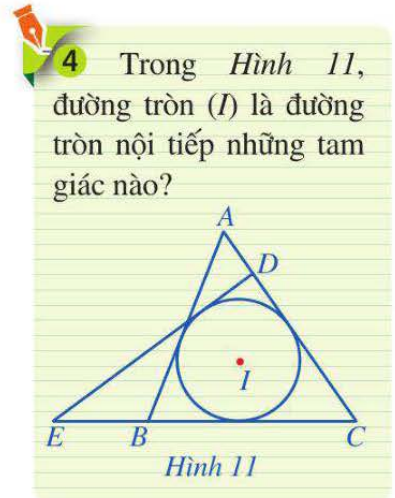 4 Trong Hình 11,
đường tròn (I) là đường
tròn nội tiếp những tam
giác nào?
A
D
I
E B C
Hình 11